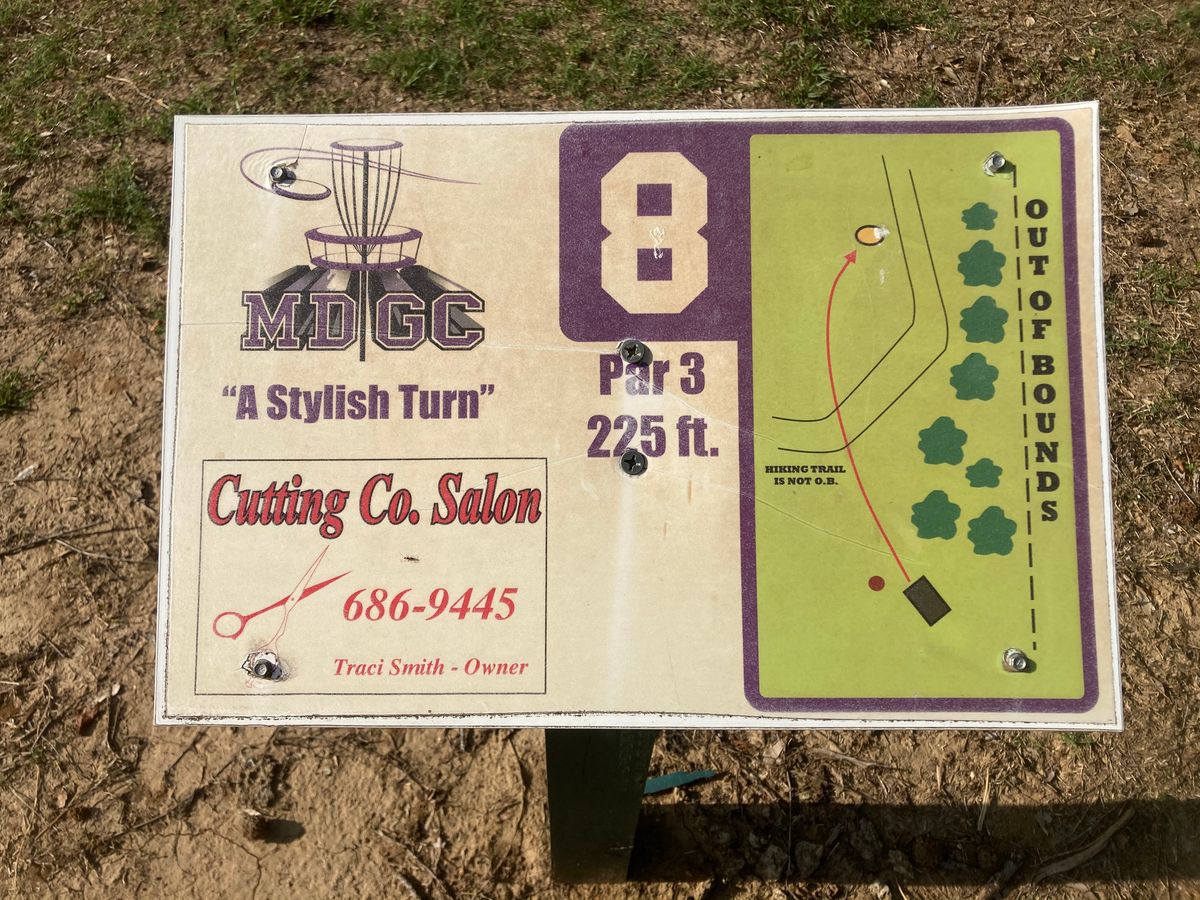 MDGC
"A Stylish Turn"
Cutting Co. Salon
686-9445
Traci Smith - Owner
8
Par 3
225 ft.
HIKING TRAIL
IS NOT O.B.
OUT OF BOUNDS